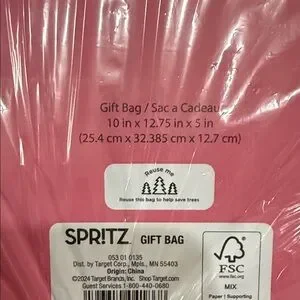 Gift Bag / Sac a Cadeau
10 in x 12.75 in x 5 in
(25.4 cm x 32.385 cm x 12.7 cm)
Reuse me
Reuse this bag to help save trees
SPRITZ GIFT BAG
053 01 0135
Dist. by Target Corp., Mpls., MN 55403
Origin: China
©2024 Target Brands, Inc. Shop Target.com
Guest Services 1-800-440-0680
FSC
www.fsc.org
MIX
Paper | Supporting